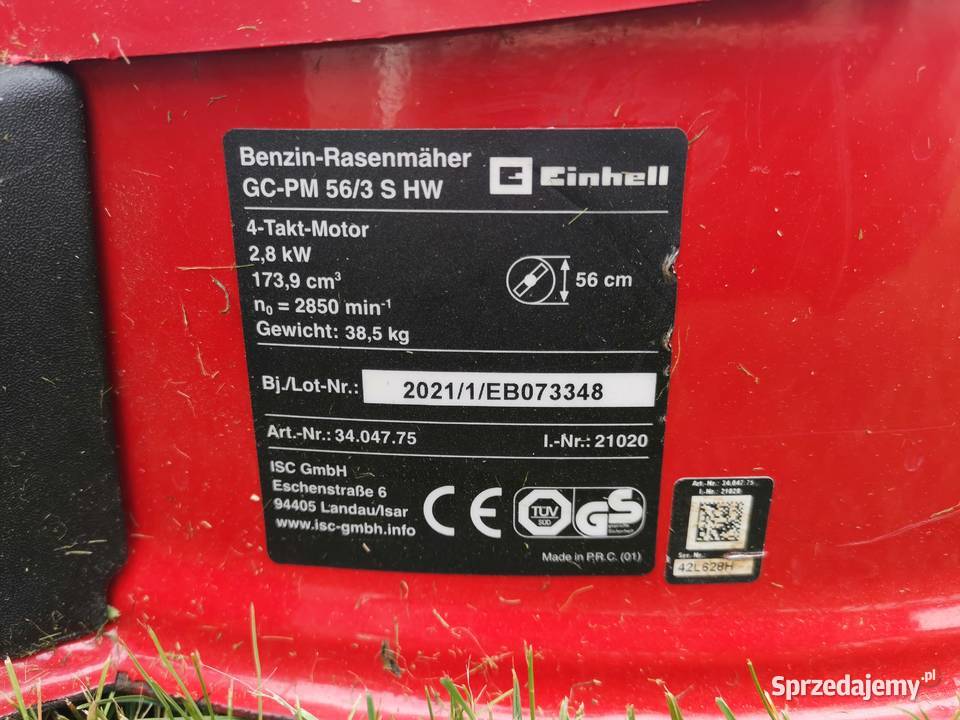 Benzin-Rasenmäher
GC-PM 56/3 S HW
Einhell
4-Takt-Motor
2,8 kW
173,9 cm³
n₀ = 2850 min⁻¹
Gewicht: 38,5 kg
56 cm
Bj./Lot-Nr.: 2021/1/EB073348
Art.-Nr.: 34.047.75 I.-Nr.: 21020
ISC GmbH
Eschenstraße 6
94405 Landau/Isar
www.isc-gmbh.info
CE
TÜV
SÜD
GS
Made in P.R.C. (01)
Art.-Nr.: 34.047.75
I.-Nr.: 21020
Ser. Nr.:
42L628H
Sprzedajemy.pl